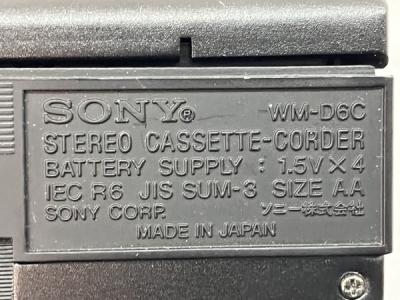 SONY® WM-D6C
STEREO CASSETTE-CORDER
BATTERY SUPPLY : 1.5V×4
IEC R6 JIS SUM-3 SIZE AA
SONY CORP. ソニー株式会社
MADE IN JAPAN